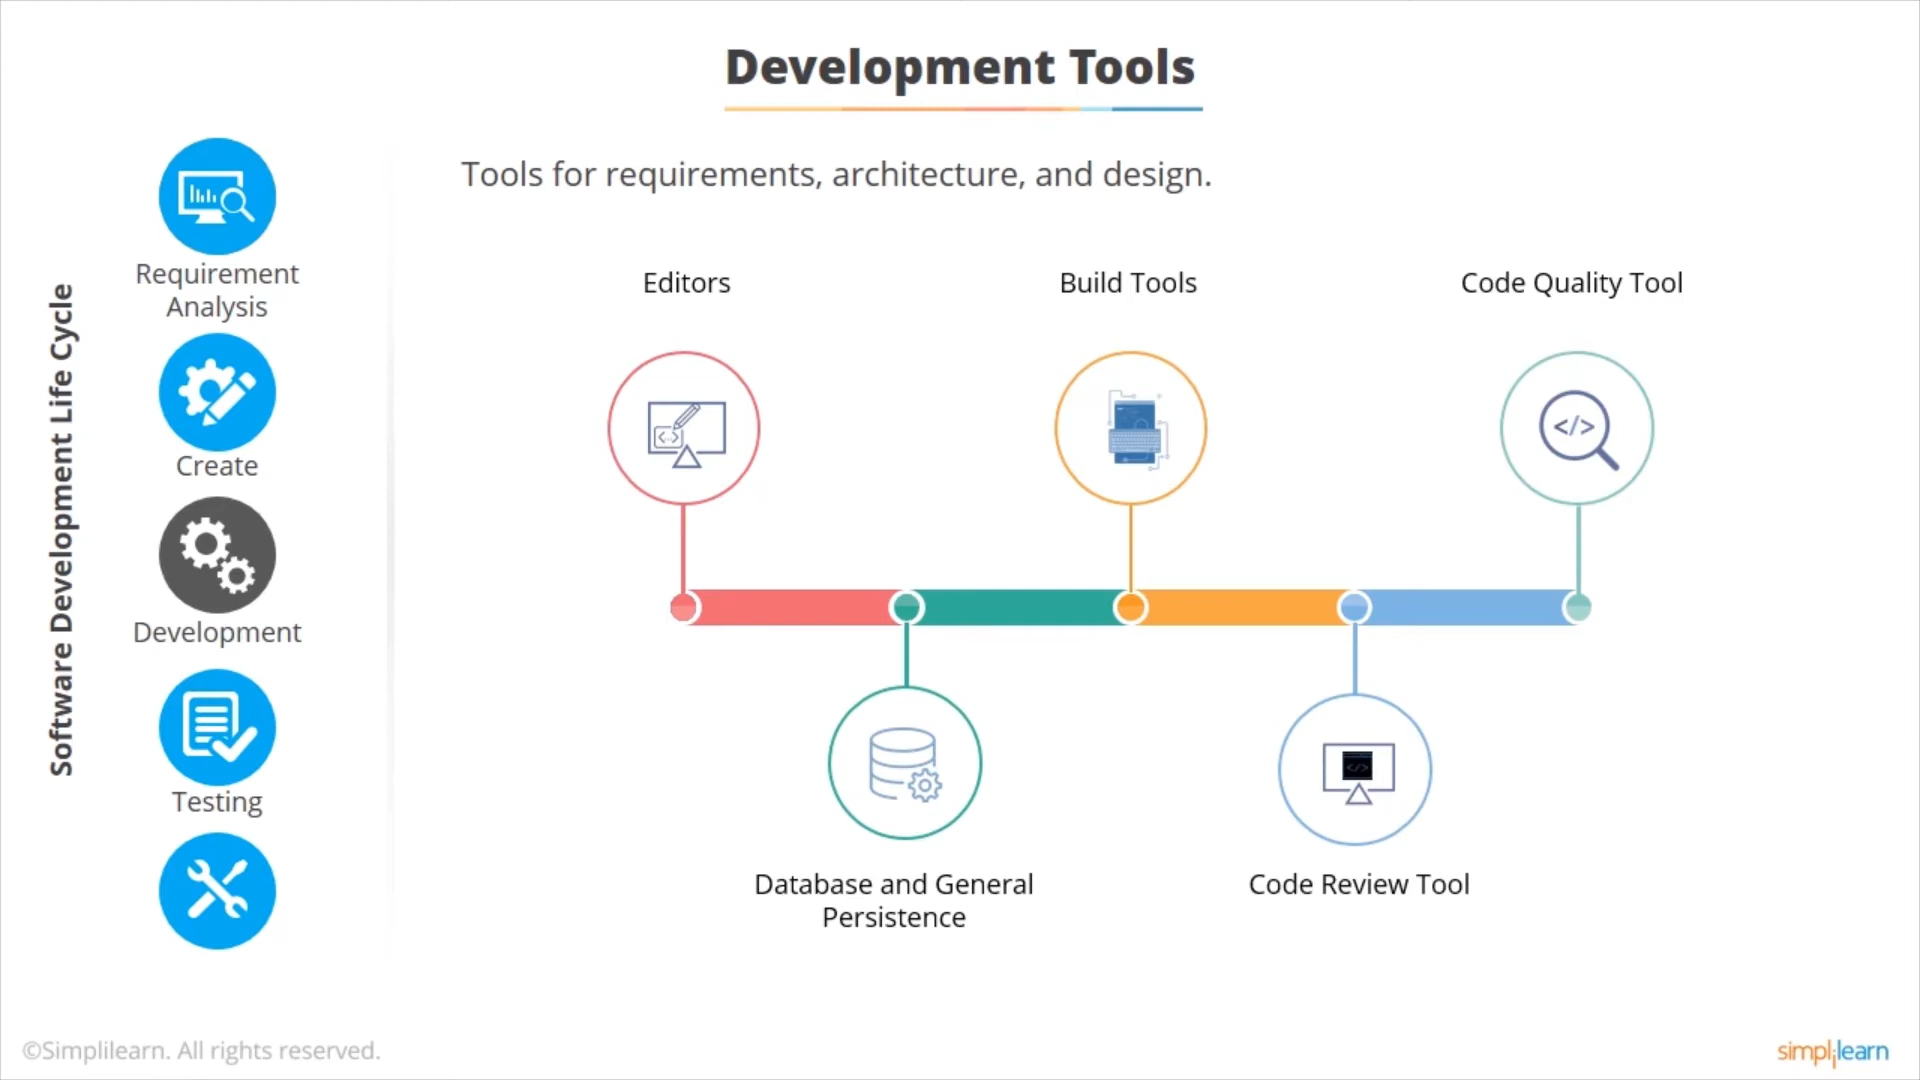 Development Tools
Tools for requirements, architecture, and design.
Software Development Life Cycle
Requirement
Analysis
Create
Development
Testing
Editors
Build Tools
Code Quality Tool
Database and General
Persistence
Code Review Tool
©Simplilearn. All rights reserved.
simplilearn